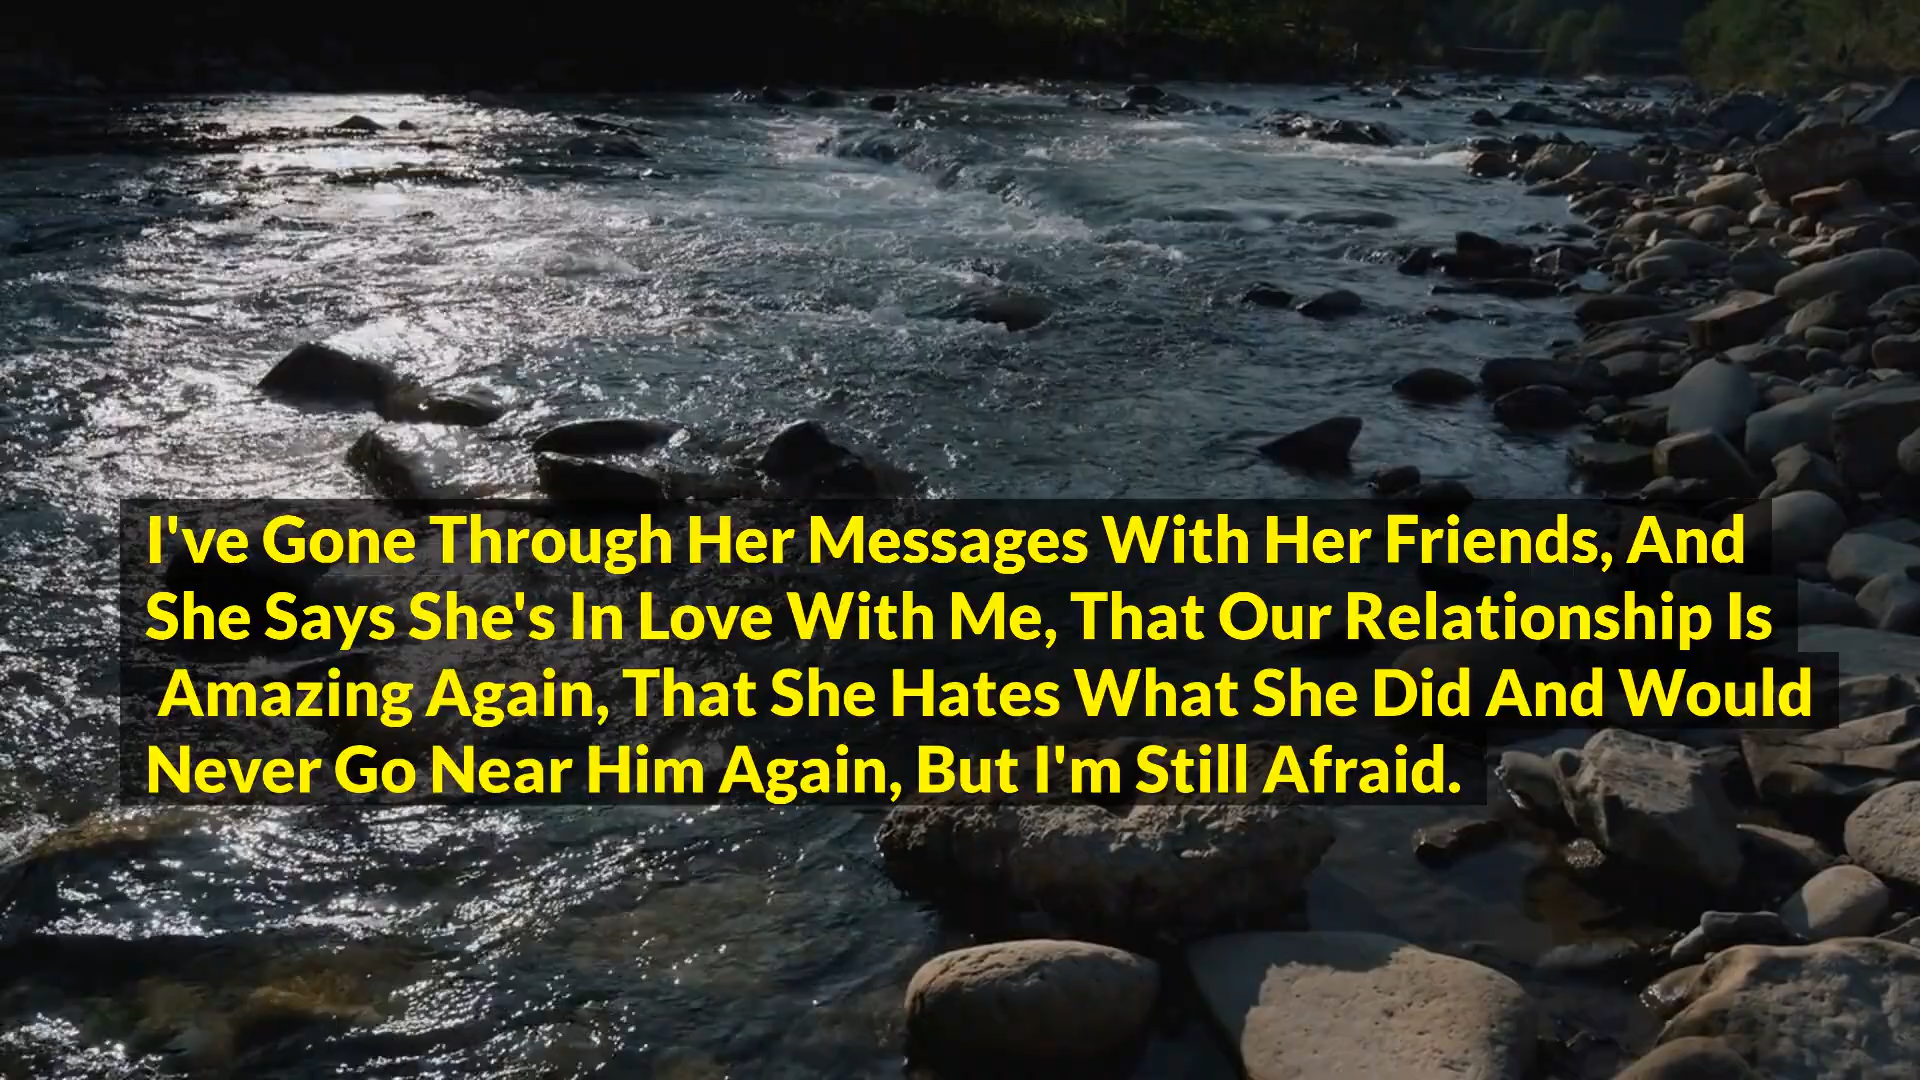 I've Gone Through Her Messages With Her Friends, And
She Says She's In Love With Me, That Our Relationship Is
Amazing Again, That She Hates What She Did And Would
Never Go Near Him Again, But I'm Still Afraid.